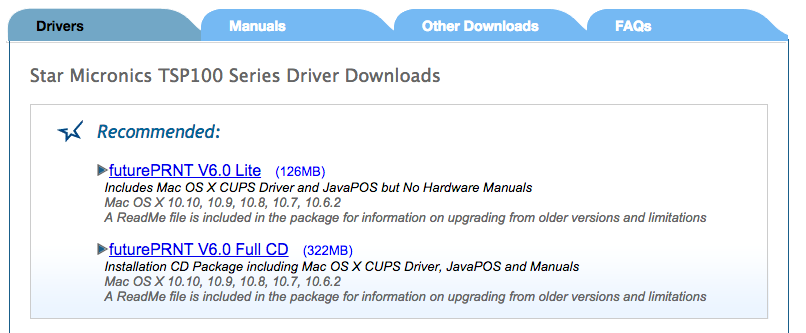 Drivers
Manuals
Other Downloads
FAQs
Star Micronics TSP100 Series Driver Downloads
Recommended:
futurePRNT V6.0 Lite (126MB)
Includes Mac OS X CUPS Driver and JavaPOS but No Hardware Manuals
Mac OS X 10.10, 10.9, 10.8, 10.7, 10.6.2
A ReadMe file is included in the package for information on upgrading from older versions and limitations
futurePRNT V6.0 Full CD (322MB)
Installation CD Package including Mac OS X CUPS Driver, JavaPOS and Manuals
Mac OS X 10.10, 10.9, 10.8, 10.7, 10.6.2
A ReadMe file is included in the package for information on upgrading from older versions and limitations